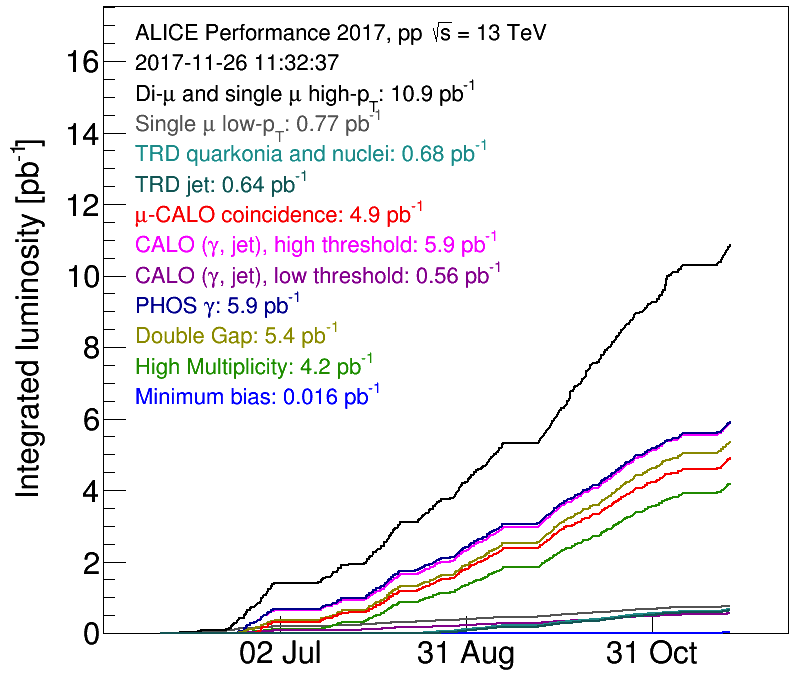 ALICE Performance 2017, pp √s = 13 TeV
2017-11-26 11:32:37
Di-μ and single μ high-p_T: 10.9 pb⁻¹
Single μ low-p_T: 0.77 pb⁻¹
TRD quarkonia and nuclei: 0.68 pb⁻¹
TRD jet: 0.64 pb⁻¹
μ-CALO coincidence: 4.9 pb⁻¹
CALO (γ, jet), high threshold: 5.9 pb⁻¹
CALO (γ, jet), low threshold: 0.56 pb⁻¹
PHOS γ: 5.9 pb⁻¹
Double Gap: 5.4 pb⁻¹
High Multiplicity: 4.2 pb⁻¹
Minimum bias: 0.016 pb⁻¹
Integrated luminosity [pb⁻¹]
16
14
12
10
8
6
4
2
0
02 Jul
31 Aug
31 Oct